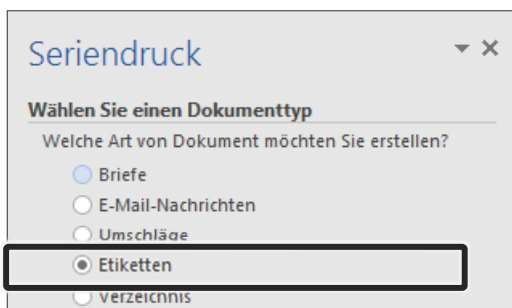 Seriendruck
Wählen Sie einen Dokumenttyp
Welche Art von Dokument möchten Sie erstellen?
Briefe
E-Mail-Nachrichten
Umschläge
Etiketten
Verzeichnis